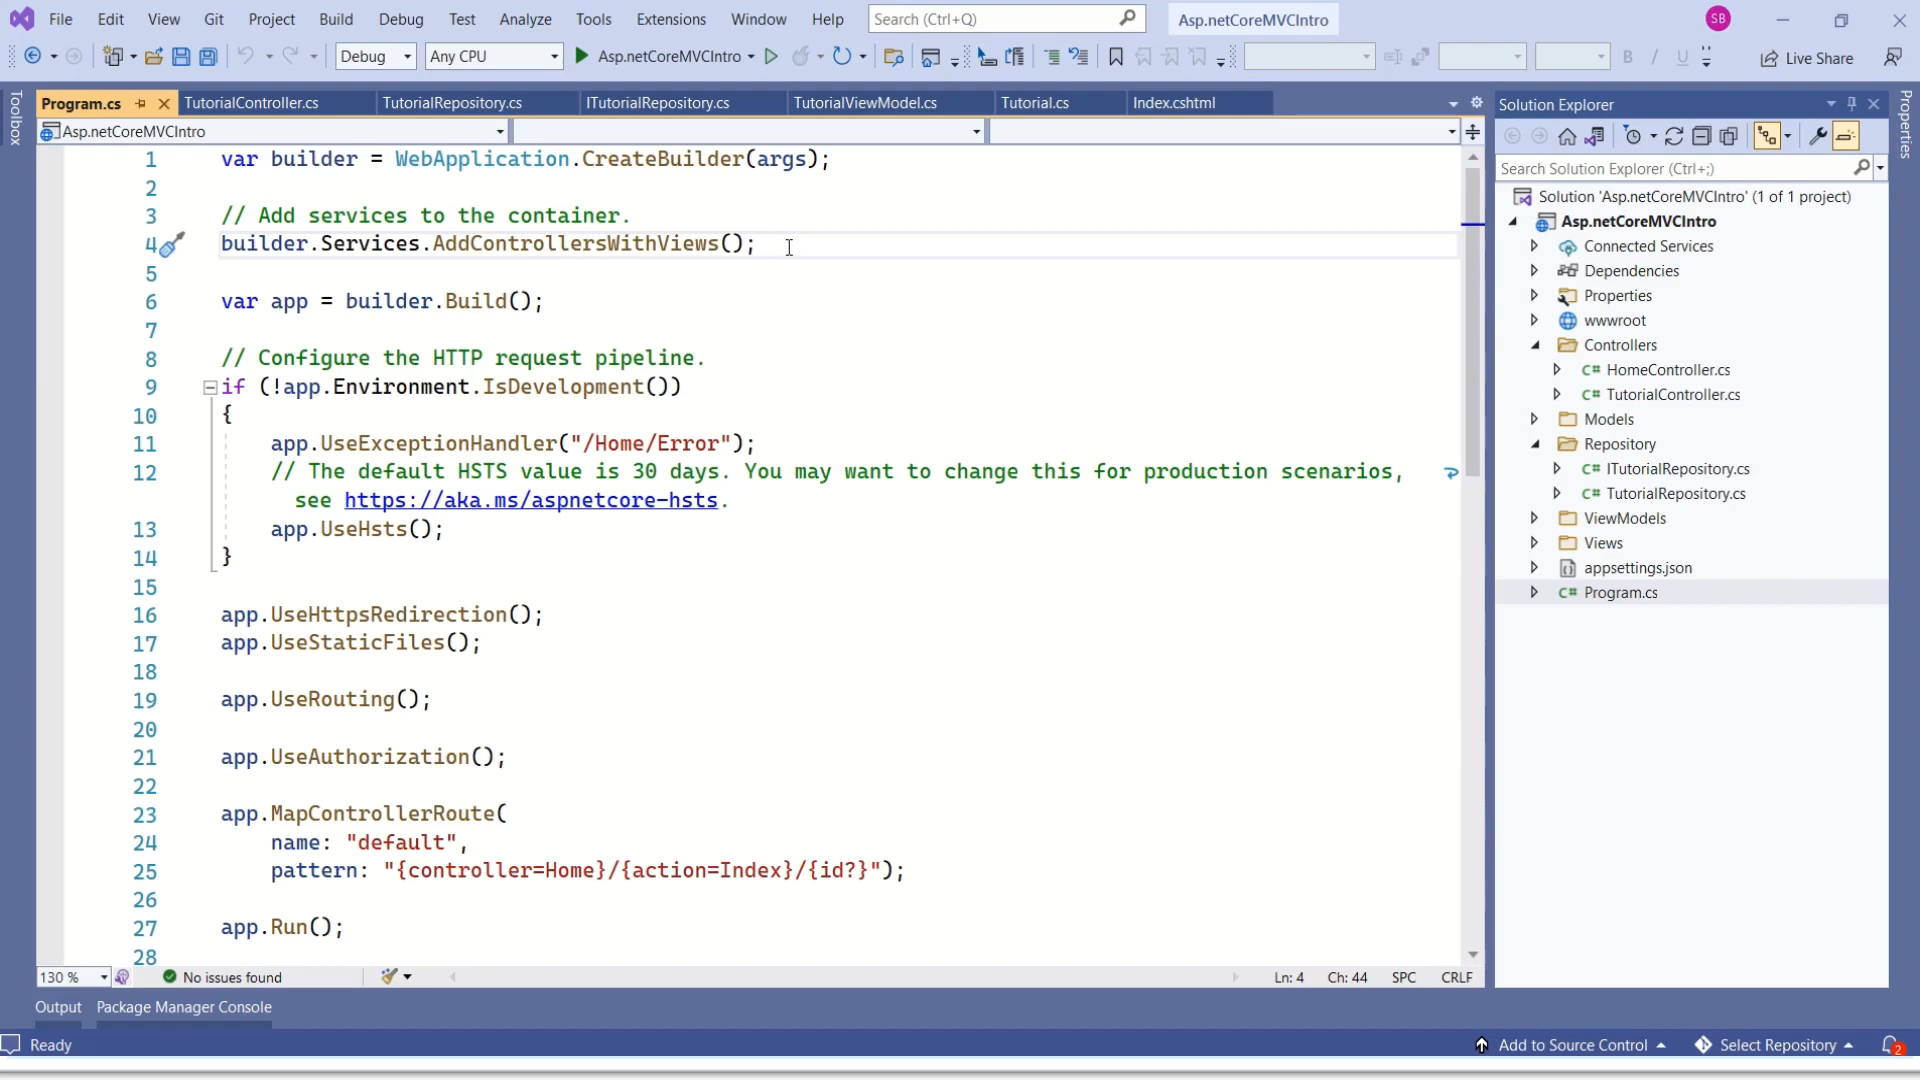 File Edit View Git Project Build Debug Test Analyze Tools Extensions Window Help Search (Ctrl+Q) Asp.netCoreMVCIntro SB
Debug Any CPU Asp.netCoreMVCIntro B I U Live Share
Toolbox
Program.cs TutorialController.cs TutorialRepository.cs ITutorialRepository.cs TutorialViewModel.cs Tutorial.cs Index.cshtml
Asp.netCoreMVCIntro
1 var builder = WebApplication.CreateBuilder(args);
2
3 // Add services to the container.
4 builder.Services.AddControllersWithViews();
5
6 var app = builder.Build();
7
8 // Configure the HTTP request pipeline.
9 if (!app.Environment.IsDevelopment())
10 {
11 app.UseExceptionHandler("/Home/Error");
12 // The default HSTS value is 30 days. You may want to change this for production scenarios,
see https://aka.ms/aspnetcore-hsts.
13 app.UseHsts();
14 }
15
16 app.UseHttpsRedirection();
17 app.UseStaticFiles();
18
19 app.UseRouting();
20
21 app.UseAuthorization();
22
23 app.MapControllerRoute(
24 name: "default",
25 pattern: "{controller=Home}/{action=Index}/{id?}");
26
27 app.Run();
28
130 % No issues found Ln: 4 Ch: 44 SPC CRLF
Solution Explorer
Search Solution Explorer (Ctrl+;)
Solution 'Asp.netCoreMVCIntro' (1 of 1 project)
Asp.netCoreMVCIntro
Connected Services
Dependencies
Properties
wwwroot
Controllers
C# HomeController.cs
C# TutorialController.cs
Models
Repository
C# ITutorialRepository.cs
C# TutorialRepository.cs
ViewModels
Views
appsettings.json
C# Program.cs
Properties
Output Package Manager Console
Ready Add to Source Control Select Repository 2